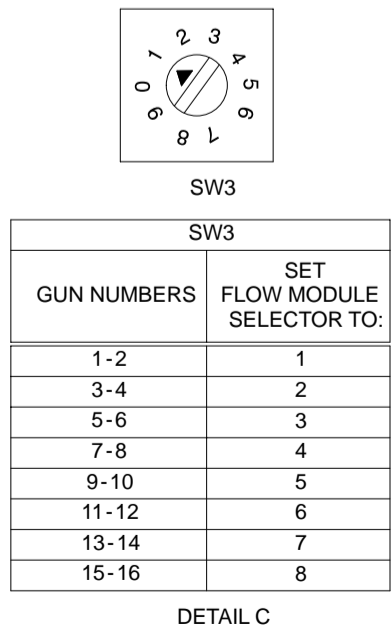 2 3
1 4
0 5
9 6
8 7
SW3
SW3
GUN NUMBERS
SET
FLOW MODULE
SELECTOR TO:
1-2 1
3-4 2
5-6 3
7-8 4
9-10 5
11-12 6
13-14 7
15-16 8
DETAIL C